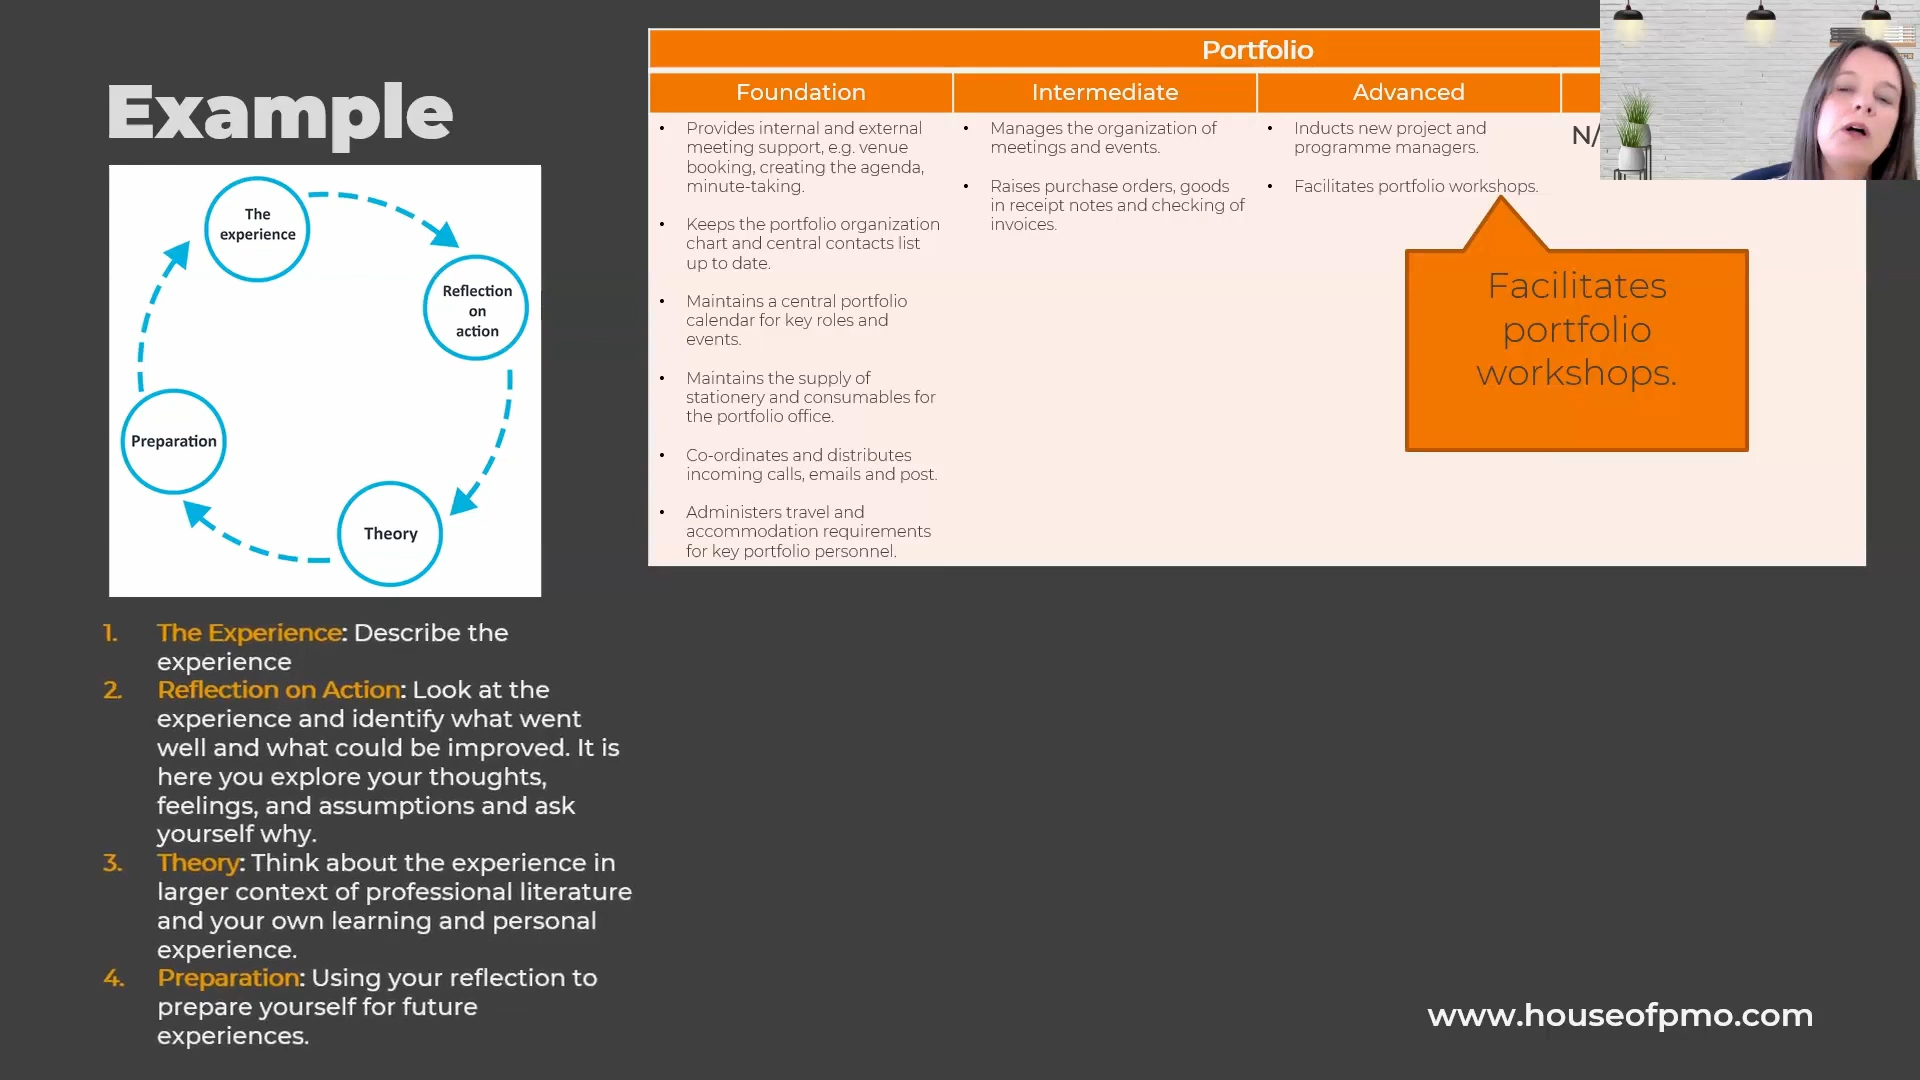 Example
The
experience
Reflection
on
action
Preparation
Theory
1. The Experience: Describe the
experience
2. Reflection on Action: Look at the
experience and identify what went
well and what could be improved. It is
here you explore your thoughts,
feelings, and assumptions and ask
yourself why.
3. Theory: Think about the experience in
larger context of professional literature
and your own learning and personal
experience.
4. Preparation: Using your reflection to
prepare yourself for future
experiences.
Portfolio
Foundation
• Provides internal and external
meeting support, e.g. venue
booking, creating the agenda,
minute-taking.
• Keeps the portfolio organization
chart and central contacts list
up to date.
• Maintains a central portfolio
calendar for key roles and
events.
• Maintains the supply of
stationery and consumables for
the portfolio office.
• Co-ordinates and distributes
incoming calls, emails and post.
• Administers travel and
accommodation requirements
for key portfolio personnel.
Intermediate
• Manages the organization of
meetings and events.
• Raises purchase orders, goods
in receipt notes and checking of
invoices.
Advanced
• Inducts new project and
programme managers.
• Facilitates portfolio workshops.
N/
Facilitates
portfolio
workshops.
www.houseofpmo.com